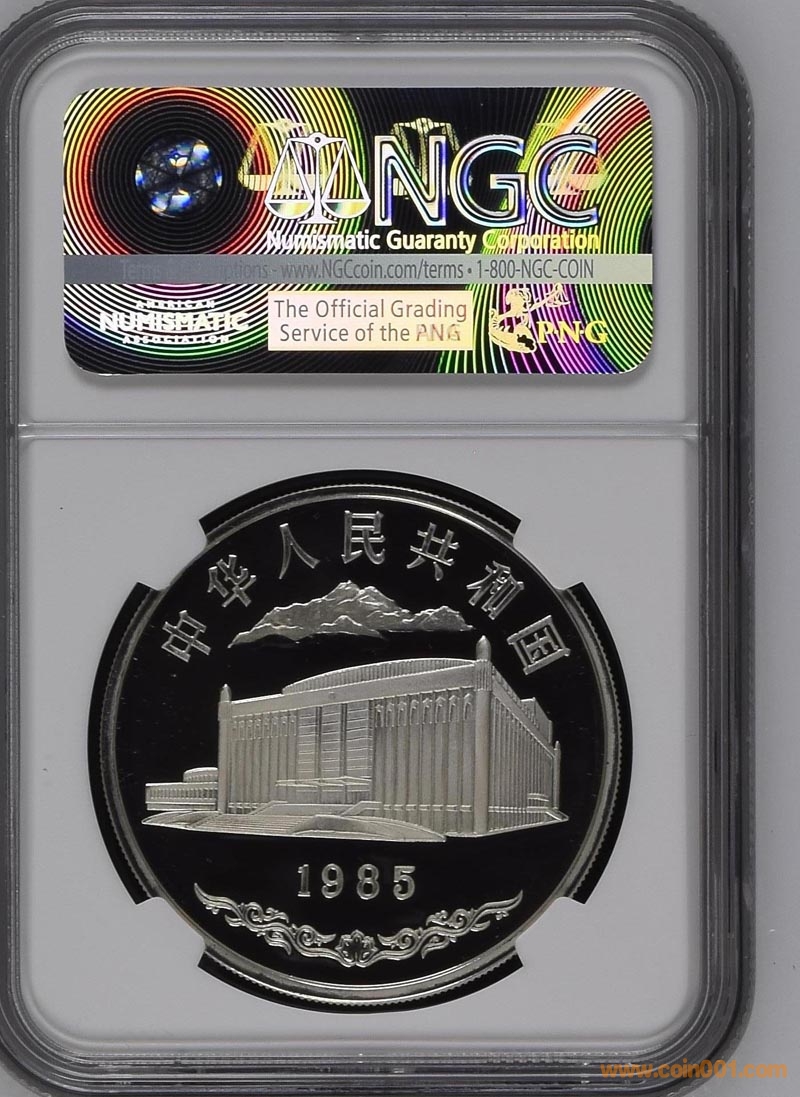 NGC
Numismatic Guaranty Corporation
www.NGCcoin.com/terms • 1-800-NGC-COIN
AMERICAN
NUMISMATIC
ASSOCIATION
The Official Grading
Service of the PNG
PNG
中华人民共和国
1985
www.coin001.com